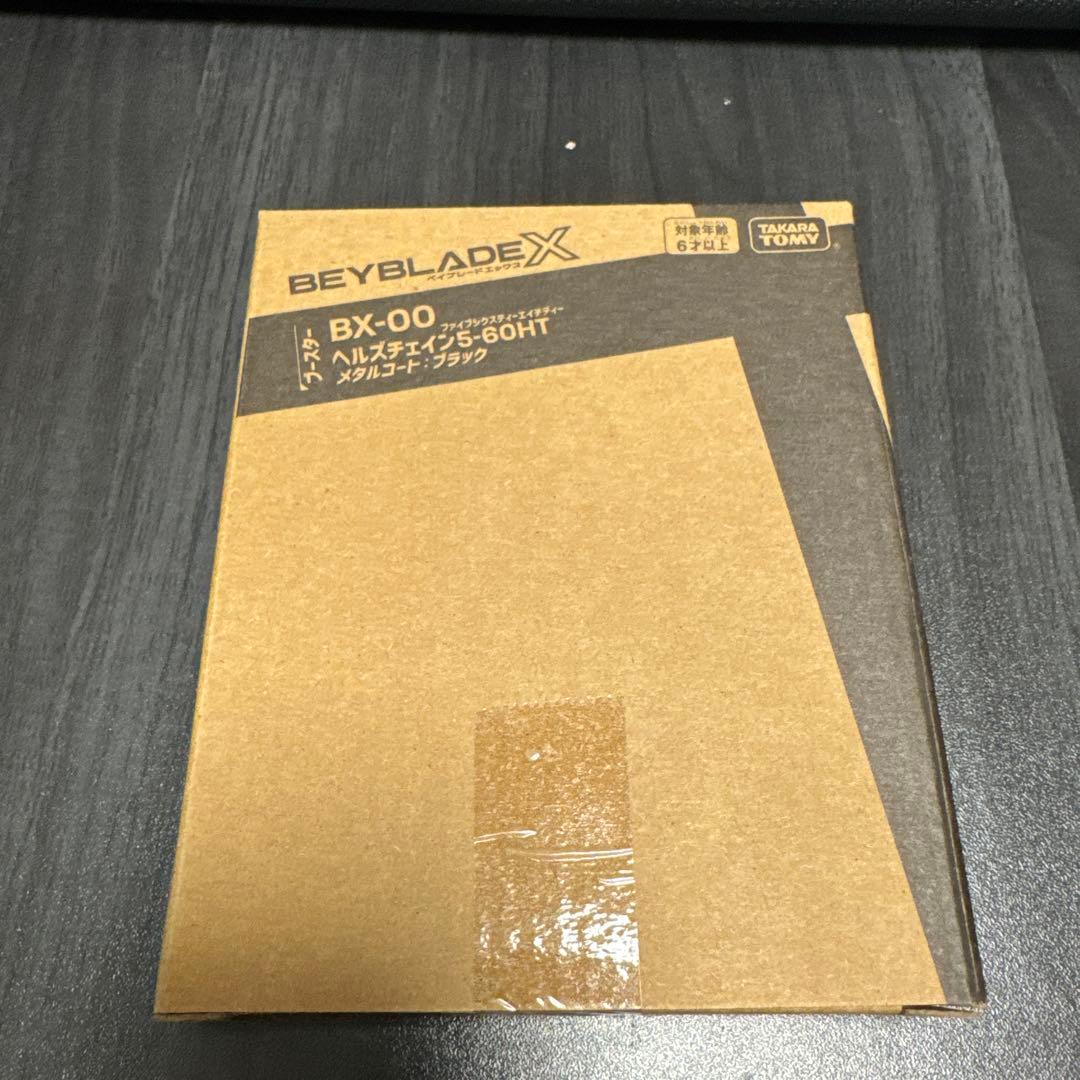 BEYBLADE X
ベイブレードエックス
対象年齢
6才以上
TAKARA
TOMY
ブースター
BX-00
ファイブシックスティーエイチティー
ヘルズチェイン5-60HT
メタルコート：ブラック